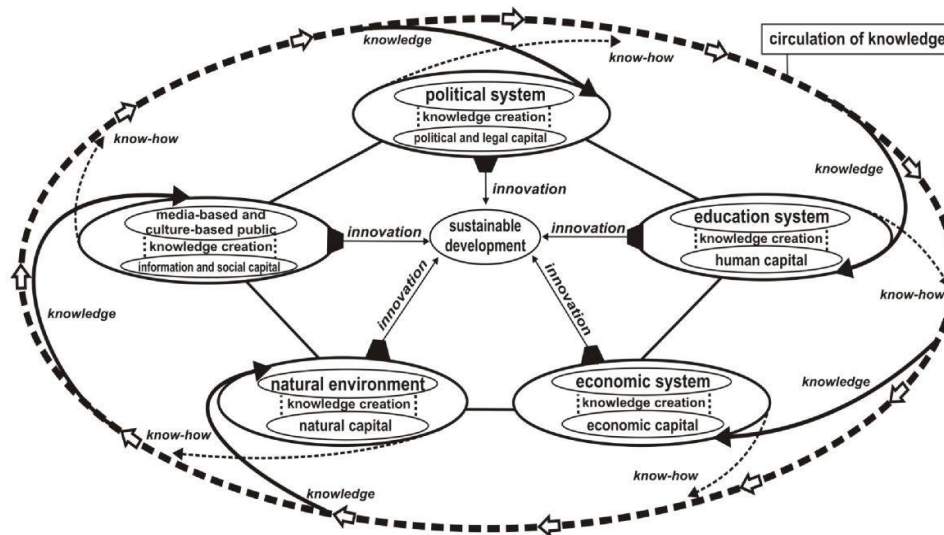 knowledge
know-how
circulation of knowledge
political system
knowledge creation
political and legal capital
know-how
knowledge
innovation
media-based and
culture-based public
knowledge creation
information and social capital
innovation
sustainable
development
innovation
education system
knowledge creation
human capital
know-how
innovation
innovation
knowledge
natural environment
knowledge creation
natural capital
economic system
knowledge creation
economic capital
knowledge
know-how
know-how
knowledge